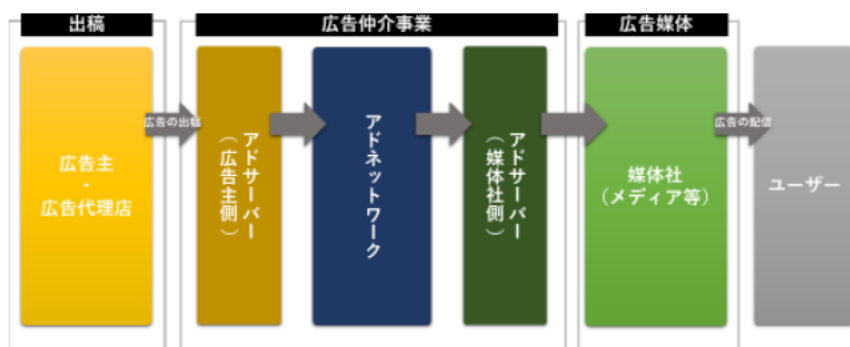 出稿
広告仲介事業
広告媒体
広告主
・
広告代理店
広告の出稿
アドサーバー
（広告主側）
アドネットワーク
アドサーバー
（媒体社側）
媒体社
（メディア等）
広告の配信
ユーザー